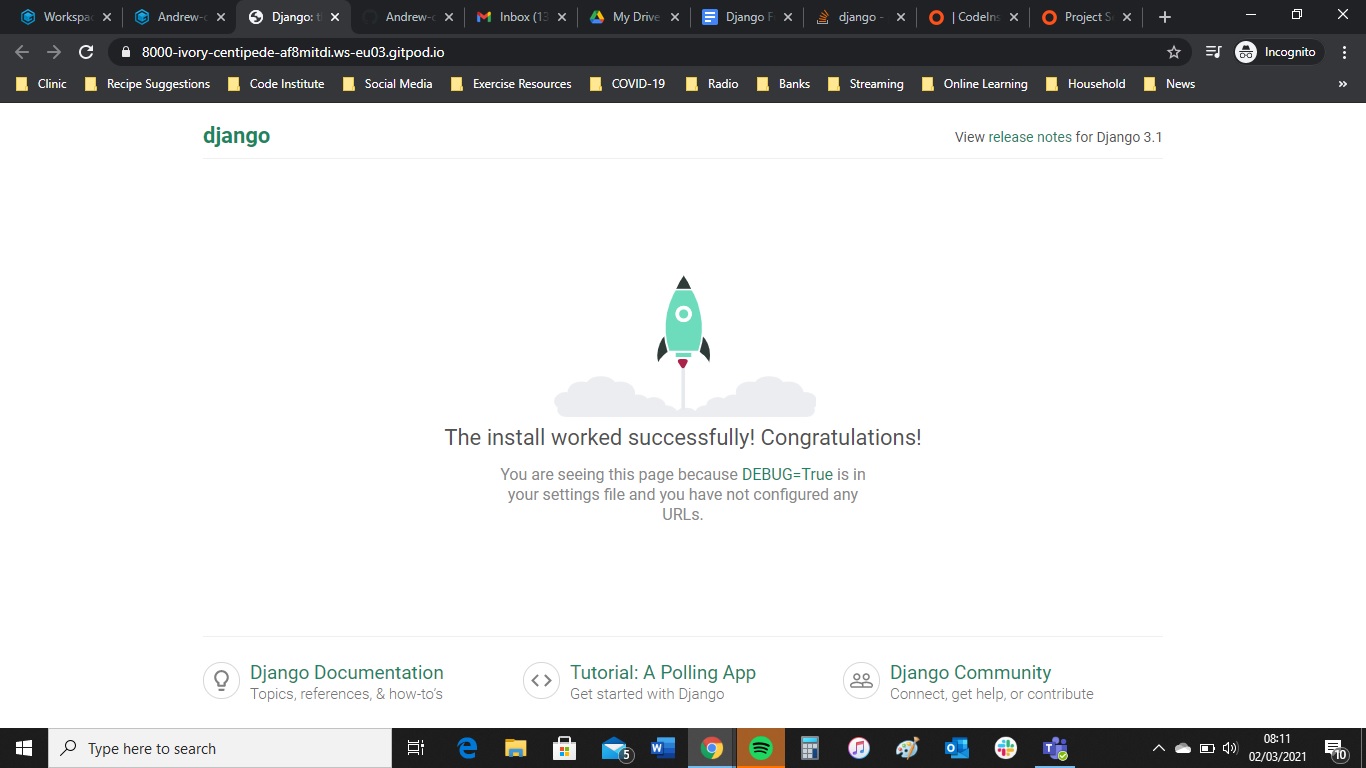 Workspac
Andrew-c
Django: t
Andrew-c
Inbox (13
My Drive
Django F
django -
| CodeIns
Project S
8000-ivory-centipede-af8mitdi.ws-eu03.gitpod.io
Incognito
Clinic
Recipe Suggestions
Code Institute
Social Media
Exercise Resources
COVID-19
Radio
Banks
Streaming
Online Learning
Household
News
»
django
View release notes for Django 3.1
The install worked successfully! Congratulations!
You are seeing this page because DEBUG=True is in
your settings file and you have not configured any
URLs.
Django Documentation
Topics, references, & how-to's
Tutorial: A Polling App
Get started with Django
Django Community
Connect, get help, or contribute
Type here to search
5
08:11
02/03/2021
10